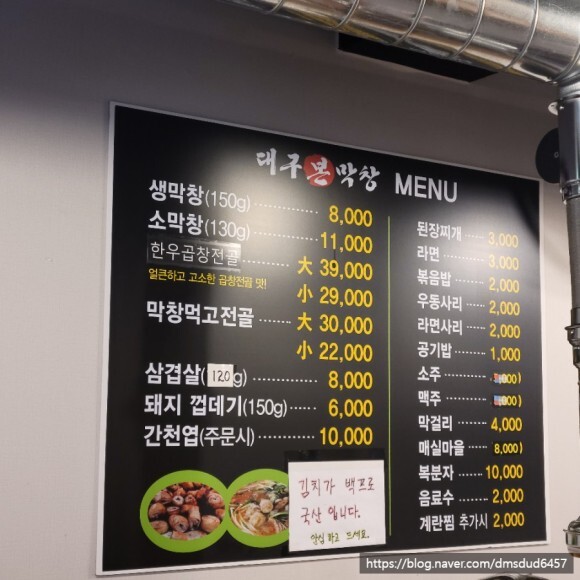 대구 본 막창 MENU
생막창(150g) 8,000
소막창(130g) 11,000
한우곱창전골 大 39,000
얼큰하고 고소한 곱창전골 맛!
小 29,000
막창먹고전골 大 30,000
小 22,000
삼겹살(120g) 8,000
돼지 껍데기(150g) 6,000
간천엽(주문시) 10,000
된장찌개 3,000
라면 3,000
볶음밥 2,000
우동사리 2,000
라면사리 2,000
공기밥 1,000
소주
맥주
막걸리 4,000
매실마을 8,000
복분자 10,000
음료수 2,000
계란찜 추가시 2,000
김치가 백프로
국산 입니다.
안심하고 드세요.
https://blog.naver.com/dmsdud6457